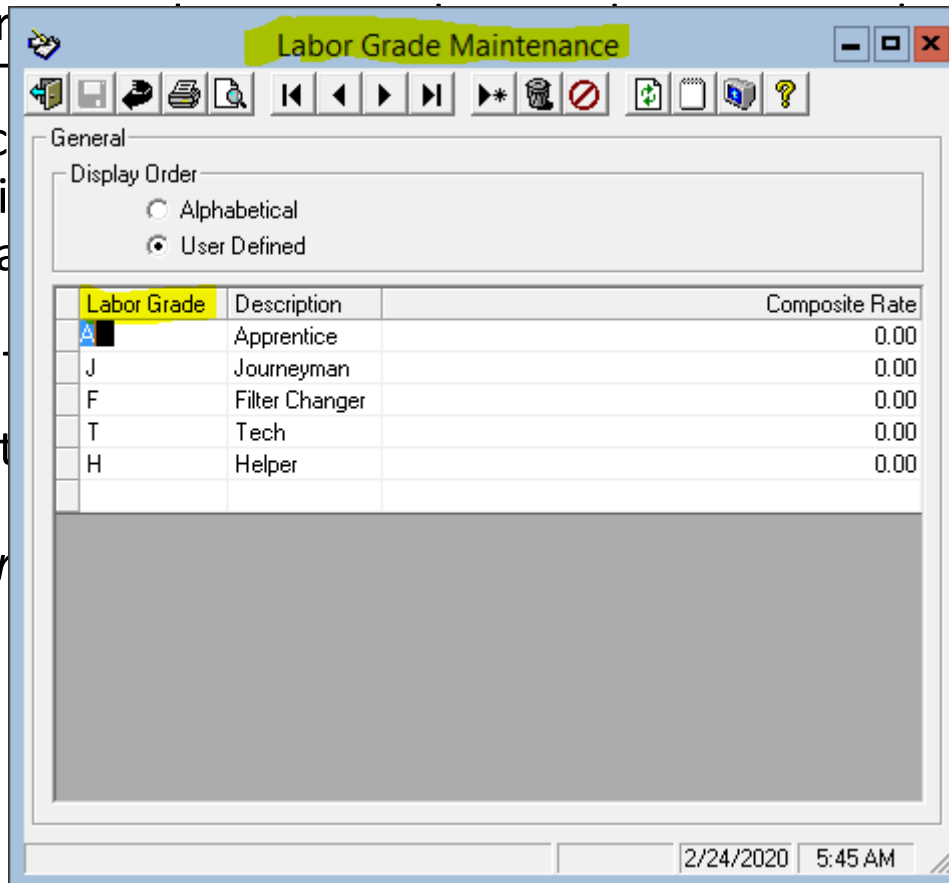 Labor Grade Maintenance
General
Display Order
Alphabetical
User Defined
Labor Grade Description Composite Rate
A Apprentice 0.00
J Journeyman 0.00
F Filter Changer 0.00
T Tech 0.00
H Helper 0.00
2/24/2020 5:45 AM